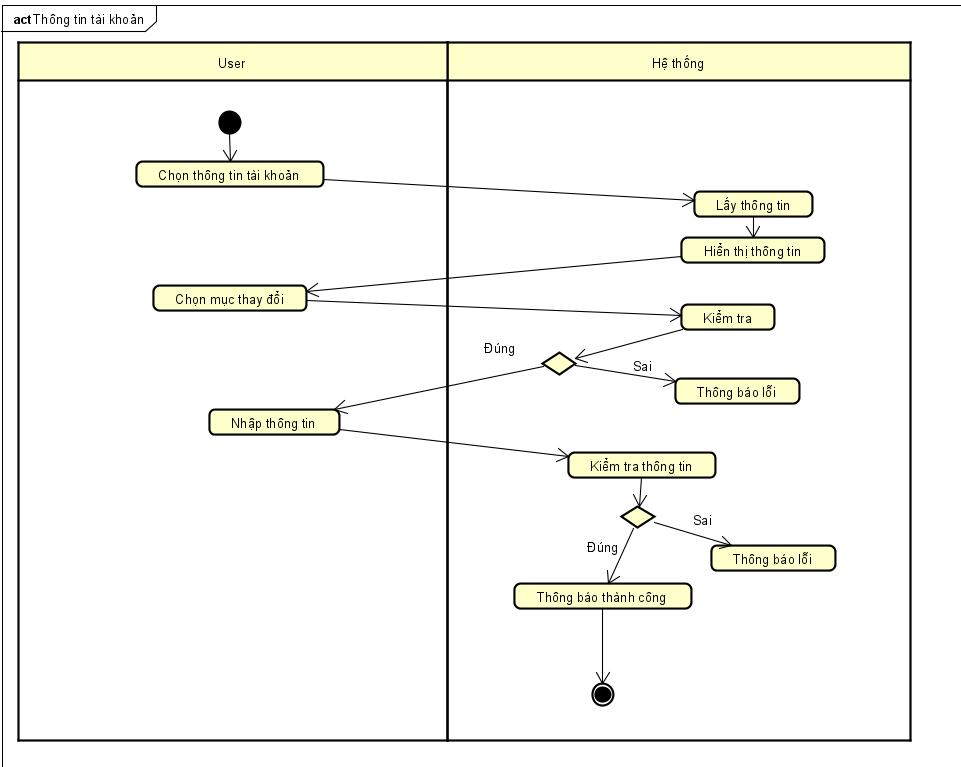 act Thông tin tài khoản
User
Hệ thống
Chọn thông tin tài khoản
Lấy thông tin
Hiển thị thông tin
Chọn mục thay đổi
Kiểm tra
Đúng
Sai
Thông báo lỗi
Nhập thông tin
Kiểm tra thông tin
Sai
Đúng
Thông báo lỗi
Thông báo thành công